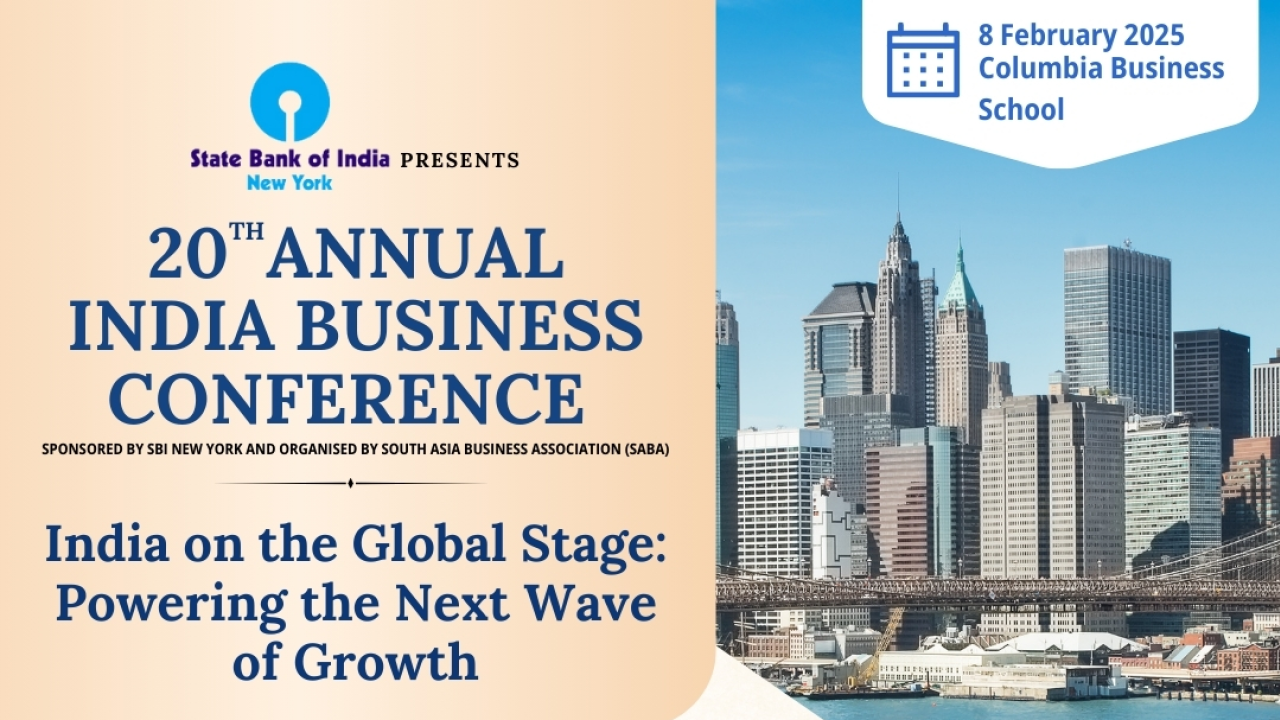 State Bank of India PRESENTS
New York
20TH ANNUAL
INDIA BUSINESS
CONFERENCE
SPONSORED BY SBI NEW YORK AND ORGANISED BY SOUTH ASIA BUSINESS ASSOCIATION (SABA)
India on the Global Stage:
Powering the Next Wave
of Growth
8 February 2025
Columbia Business
School